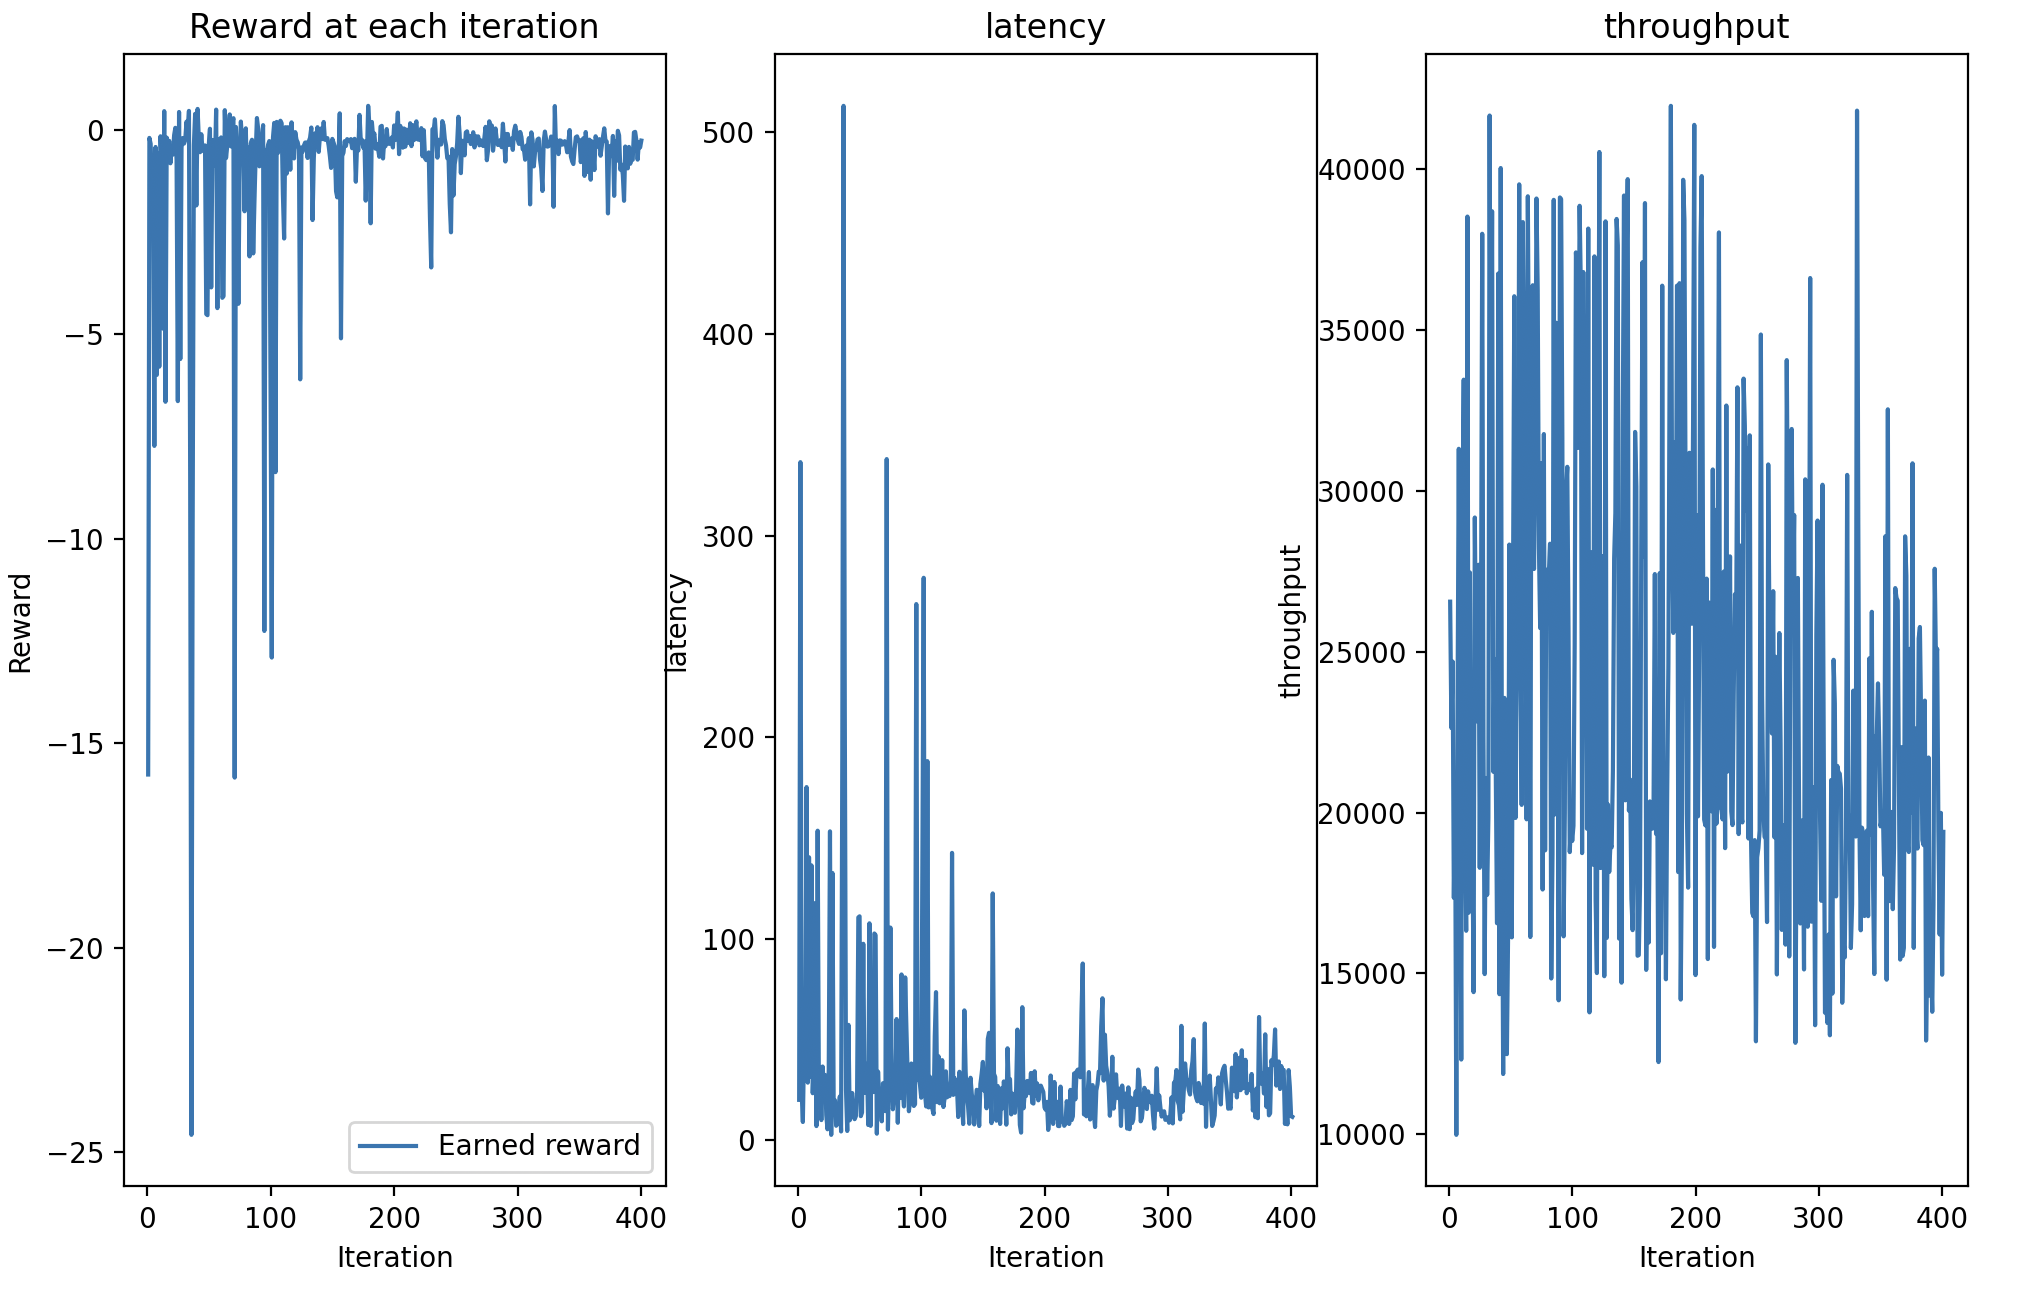 Reward at each iteration
Reward
0
−5
−10
−15
−20
−25
Earned reward
0 100 200 300 400
Iteration
latency
latency
500
400
300
200
100
0
0 100 200 300 400
Iteration
throughput
throughput
40000
35000
30000
25000
20000
15000
10000
0 100 200 300 400
Iteration